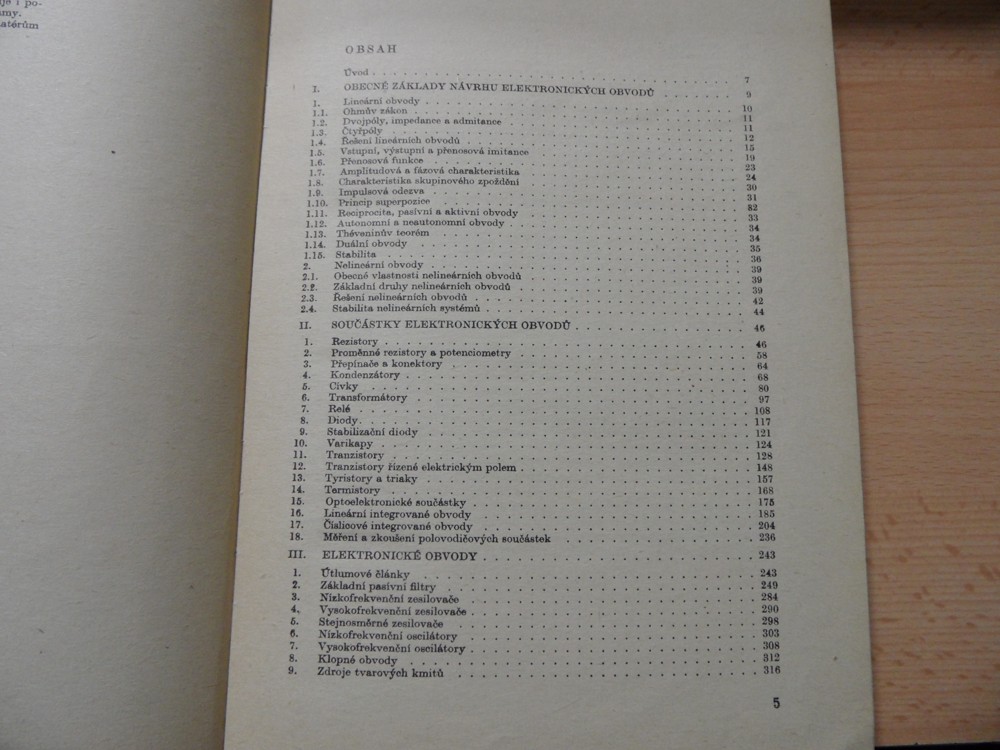 je i po-
my.
atérům
OBSAH
Úvod . . . 7
I. OBECNÉ ZÁKLADY NÁVRHU ELEKTRONICKÝCH OBVODŮ . . . 9
1. Lineární obvody . . . 10
1.1. Ohmův zákon . . . 11
1.2. Dvojpóly, impedance a admitance . . . 11
1.3. Čtyřpóly . . . 12
1.4. Řešení lineárních obvodů . . . 15
1.5. Vstupní, výstupní a přenosová imitance . . . 19
1.6. Přenosová funkce . . . 23
1.7. Amplitudová a fázová charakteristika . . . 24
1.8. Charakteristika skupinového zpoždění . . . 30
1.9. Impulsová odezva . . . 31
1.10. Princip superpozice . . . 32
1.11. Reciprocita, pasívní a aktivní obvody . . . 33
1.12. Autonomní a neautonomní obvody . . . 34
1.13. Théveninův teorém . . . 34
1.14. Duální obvody . . . 35
1.15. Stabilita . . . 36
2. Nelineární obvody . . . 39
2.1. Obecné vlastnosti nelineárních obvodů . . . 39
2.2. Základní druhy nelineárních obvodů . . . 39
2.3. Řešení nelineárních obvodů . . . 42
2.4. Stabilita nelineárních systémů . . . 44
II. SOUČÁSTKY ELEKTRONICKÝCH OBVODŮ . . . 46
1. Rezistory . . . 46
2. Proměnné rezistory a potenciometry . . . 58
3. Přepínače a konektory . . . 64
4. Kondenzátory . . . 68
5. Cívky . . . 80
6. Transformátory . . . 97
7. Relé . . . 108
8. Diody . . . 117
9. Stabilizační diody . . . 121
10. Varikapy . . . 124
11. Tranzistory . . . 128
12. Tranzistory řízené elektrickým polem . . . 148
13. Tyristory a triaky . . . 157
14. Termistory . . . 168
15. Optoelektronické součástky . . . 175
16. Lineární integrované obvody . . . 185
17. Číslicové integrované obvody . . . 204
18. Měření a zkoušení polovodičových součástek . . . 236
III. ELEKTRONICKÉ OBVODY . . . 243
1. Útlumové články . . . 243
2. Základní pasívní filtry . . . 249
3. Nízkofrekvenční zesilovače . . . 284
4. Vysokofrekvenční zesilovače . . . 290
5. Stejnosměrné zesilovače . . . 298
6. Nízkofrekvenční oscilátory . . . 303
7. Vysokofrekvenční oscilátory . . . 308
8. Klopné obvody . . . 312
9. Zdroje tvarových kmitů . . . 316
5